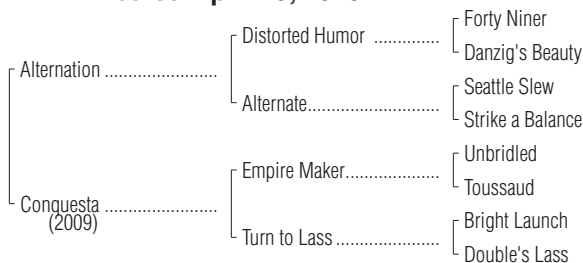 Forty Niner
Distorted Humor ..............
Danzig's Beauty
Alternation ........................
Seattle Slew
Alternate............................
Strike a Balance
Unbridled
Empire Maker....................
Toussaud
Conquesta ........................
(2009)
Bright Launch
Turn to Lass ......................
Double's Lass